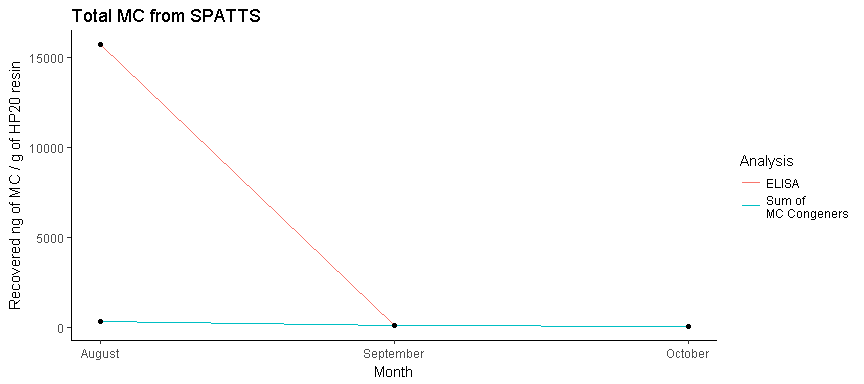 Total MC from SPATTS
Recovered ng of MC / g of HP20 resin
15000
10000
5000
0
August
September
October
Month
Analysis
ELISA
Sum of
MC Congeners